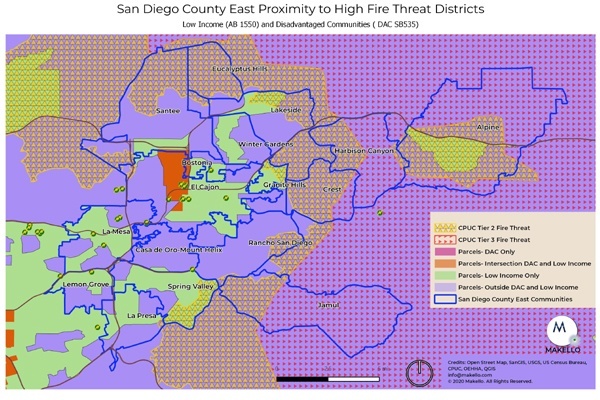 San Diego County East Proximity to High Fire Threat Districts
Low Income (AB 1550) and Disadvantaged Communities ( DAC SB535)
Eucalyptus Hills
Santee
Lakeside
Alpine
Winter Gardens
Harbison Canyon
Bostonia
El Cajon
Granite Hills
Crest
La Mesa
Rancho San Diego
Casa de Oro-Mount Helix
Lemon Grove
Spring Valley
La Presa
Jamul
CPUC Tier 2 Fire Threat
CPUC Tier 3 Fire Threat
Parcels- DAC Only
Parcels- Intersection DAC and Low Income
Parcels- Low Income Only
Parcels- Outside DAC and Low Income
San Diego County East Communities
M
MAKELLO
Credits: Open Street Map, SanGIS, USGS, US Census Bureau,
CPUC, OEHHA, QGIS
info@makello.com
© 2020 Makello. All Rights Reserved.